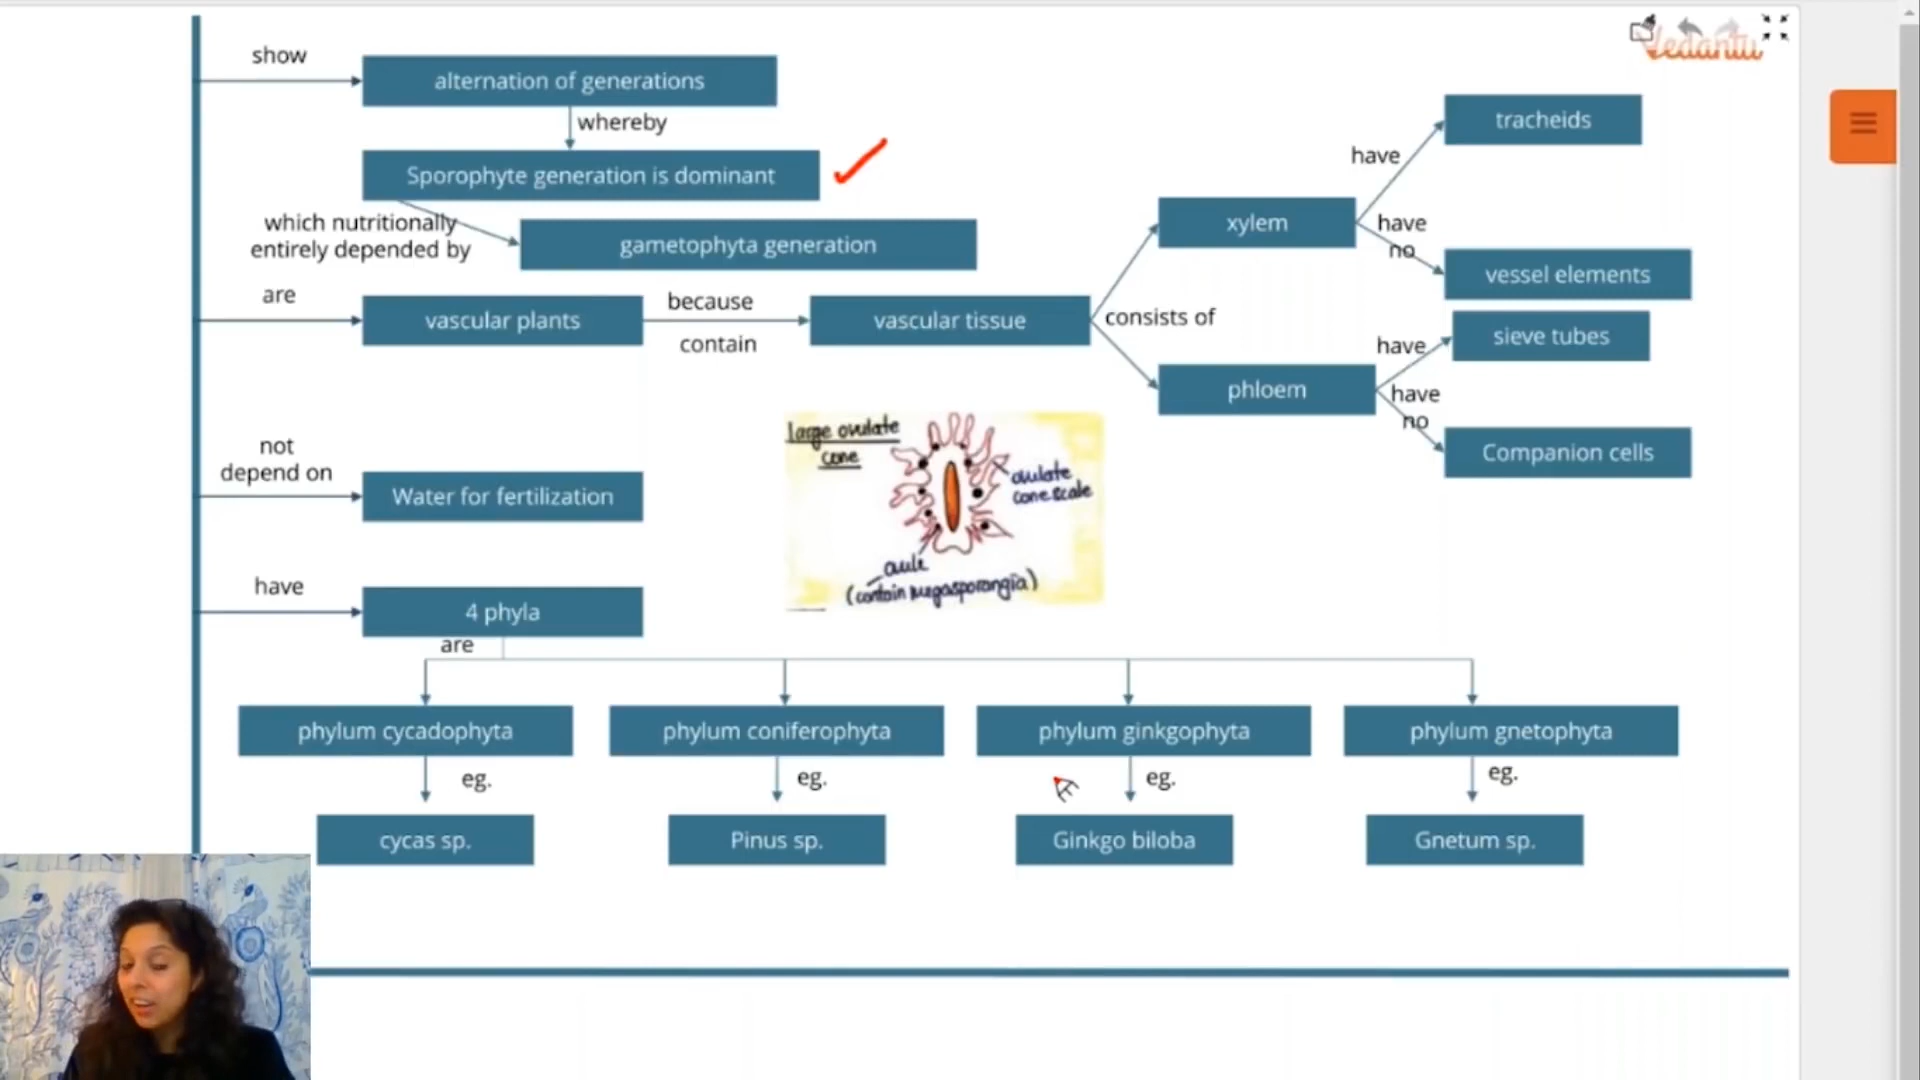 Vedantu
show
alternation of generations
whereby
Sporophyte generation is dominant
which nutritionally
entirely depended by
gametophyta generation
are
vascular plants
because
contain
vascular tissue
consists of
xylem
have
tracheids
have
no
vessel elements
phloem
have
sieve tubes
have
no
Companion cells
not
depend on
Water for fertilization
large ovulate
cone
ovulate
cone scale
ovule
(contain megasporangia)
have
4 phyla
are
phylum cycadophyta
phylum coniferophyta
phylum ginkgophyta
phylum gnetophyta
eg.
eg.
eg.
eg.
cycas sp.
Pinus sp.
Ginkgo biloba
Gnetum sp.